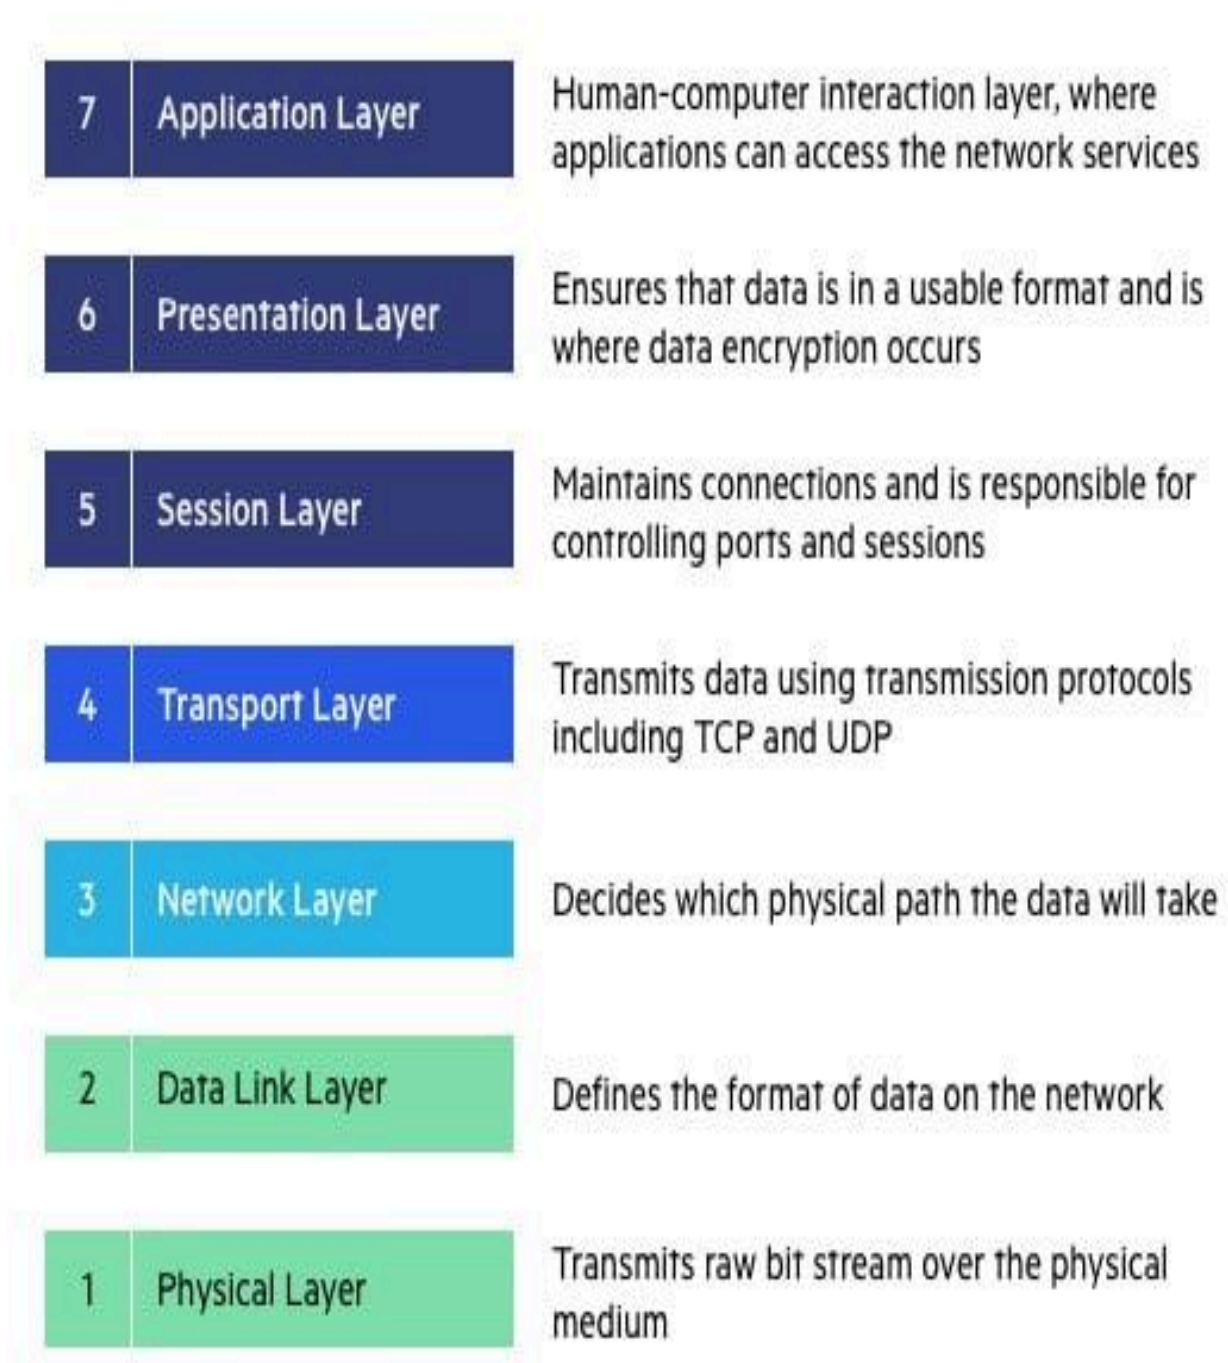 7 Application Layer
Human-computer interaction layer, where
applications can access the network services
6 Presentation Layer
Ensures that data is in a usable format and is
where data encryption occurs
5 Session Layer
Maintains connections and is responsible for
controlling ports and sessions
4 Transport Layer
Transmits data using transmission protocols
including TCP and UDP
3 Network Layer
Decides which physical path the data will take
2 Data Link Layer
Defines the format of data on the network
1 Physical Layer
Transmits raw bit stream over the physical
medium